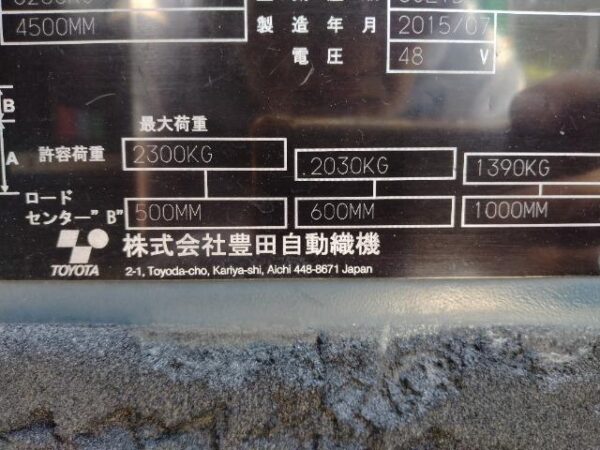 4500MM
製造年月 2015/07
電圧 48 V
B
A
最大荷重
許容荷重 2300KG 2030KG 1390KG
ロード
センター"B" 500MM 600MM 1000MM
TOYOTA
株式会社豊田自動織機
2-1, Toyoda-cho, Kariya-shi, Aichi 448-8671 Japan